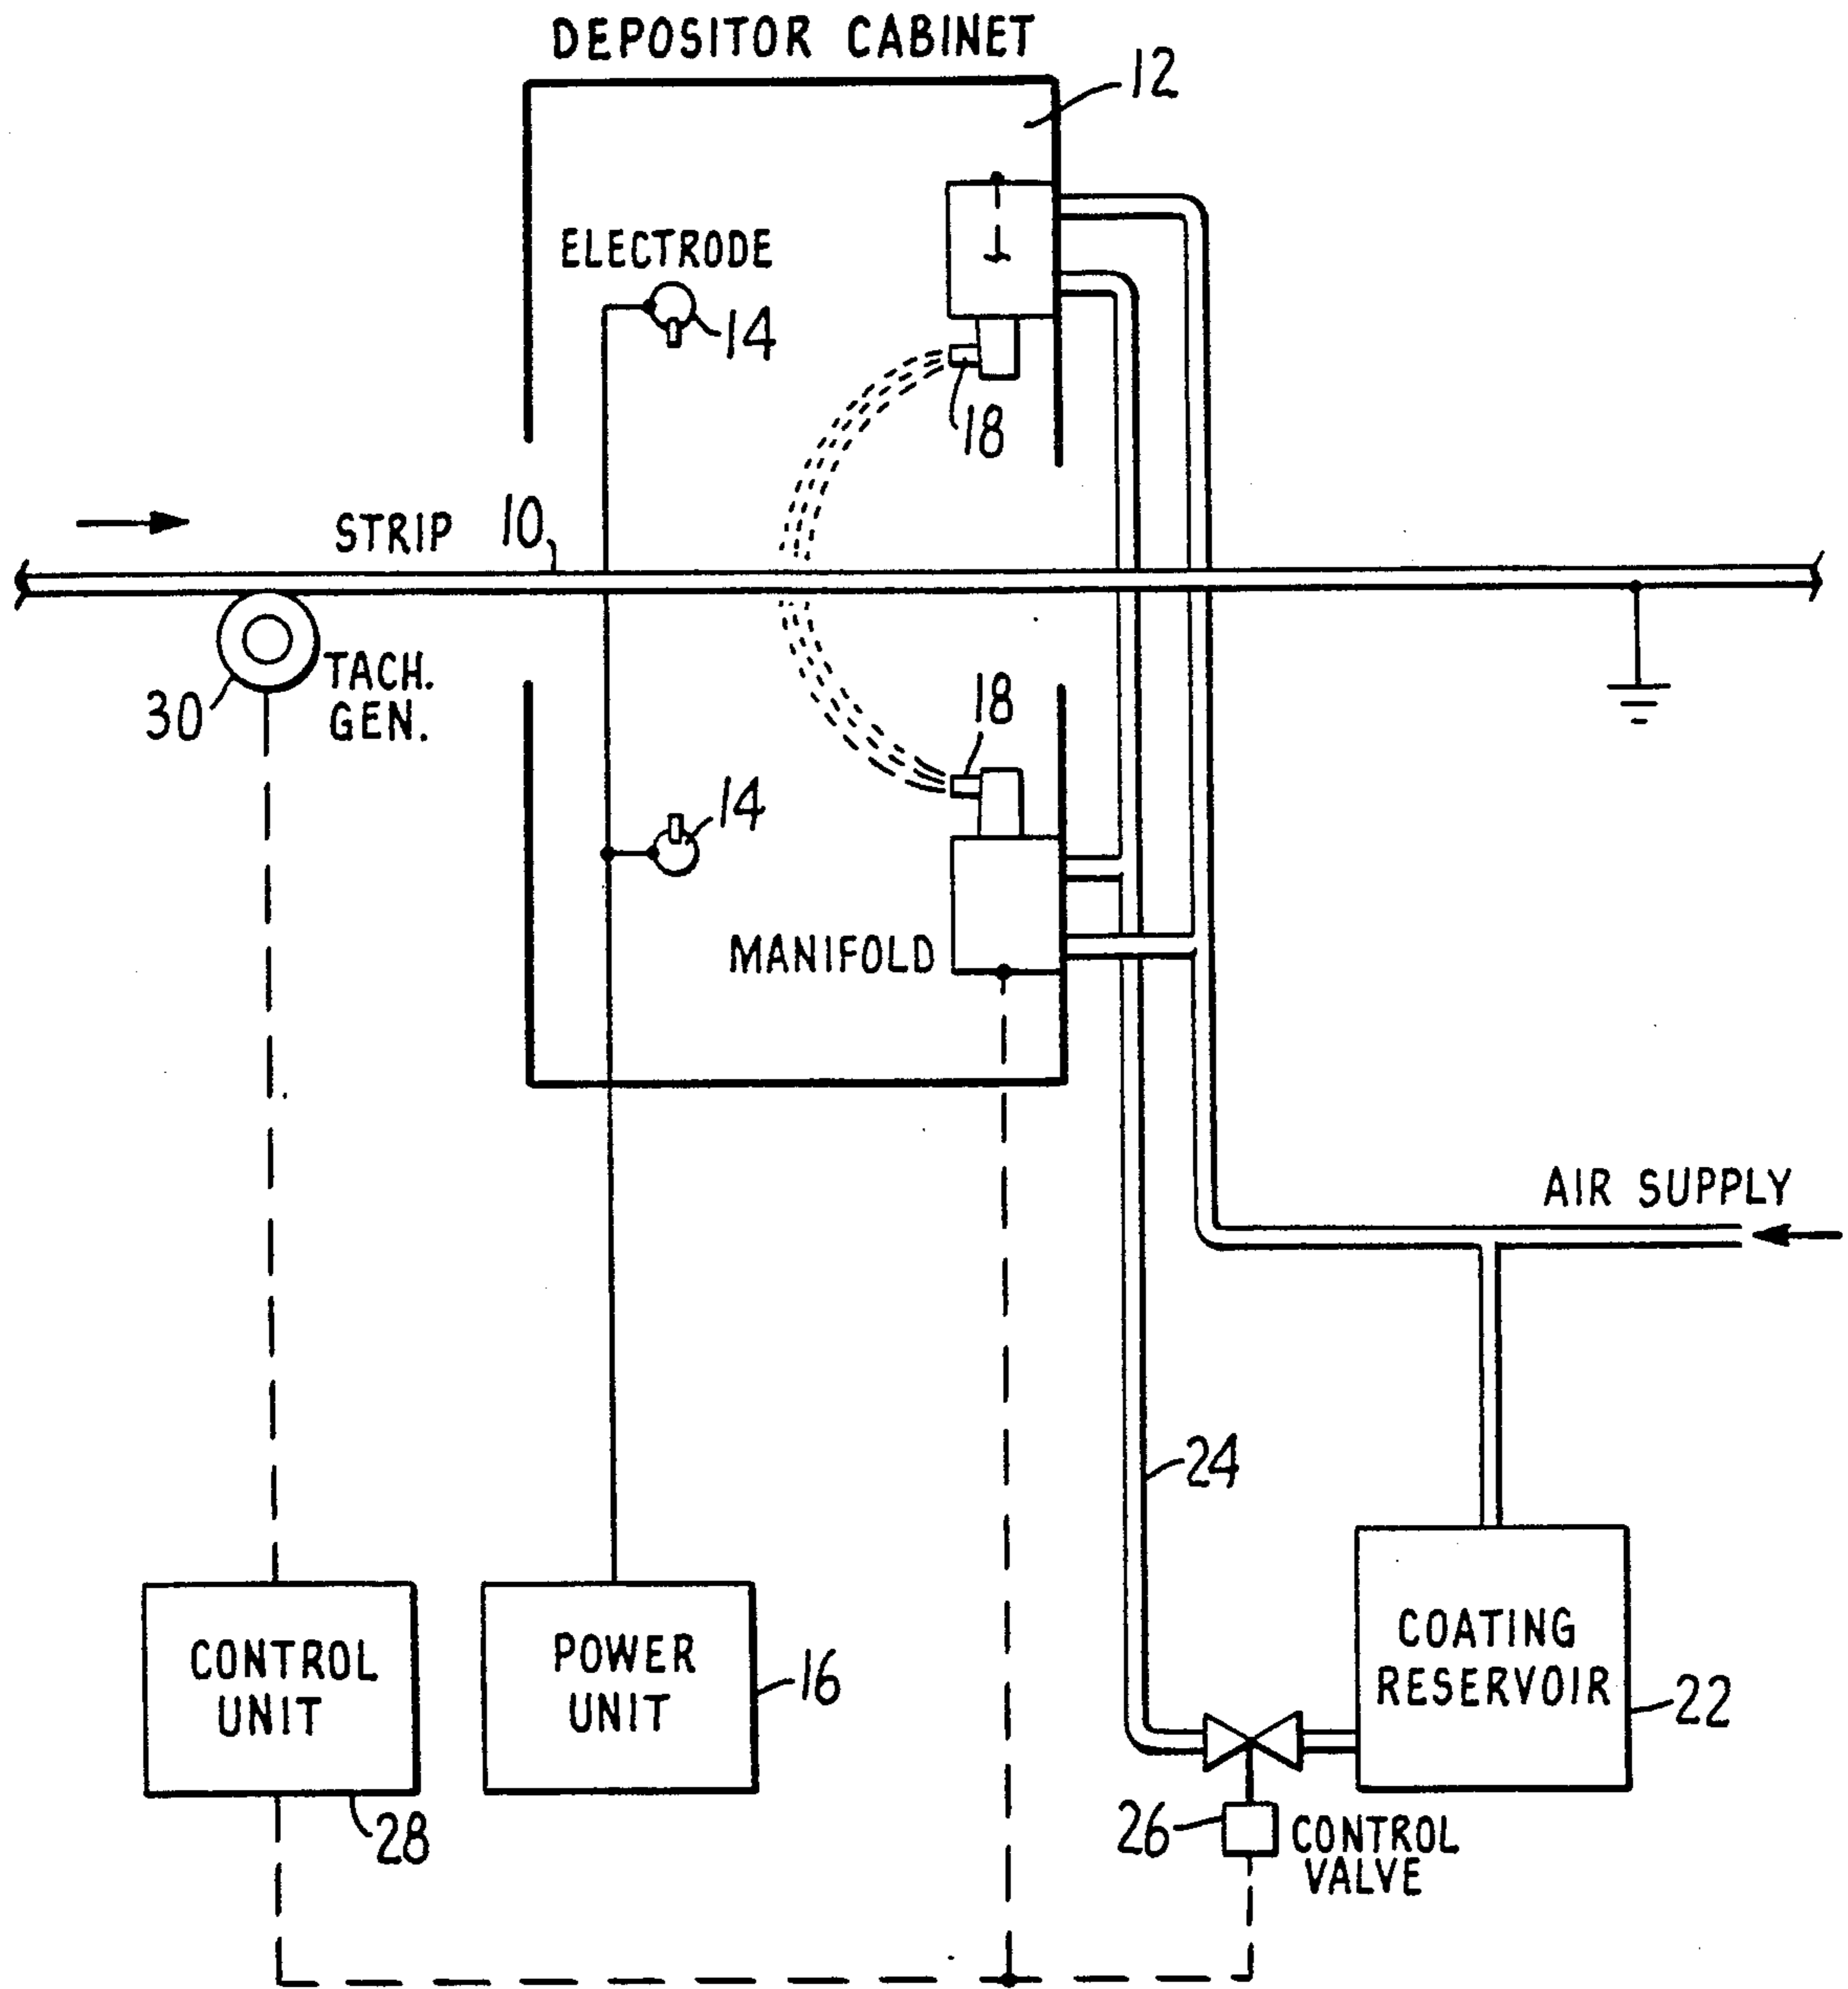 DEPOSITOR CABINET
12
ELECTRODE
14
18
STRIP 10
30
TACH.
GEN.
18
14
MANIFOLD
AIR SUPPLY
24
CONTROL
UNIT
28
POWER
UNIT
16
COATING
RESERVOIR
22
26
CONTROL
VALVE